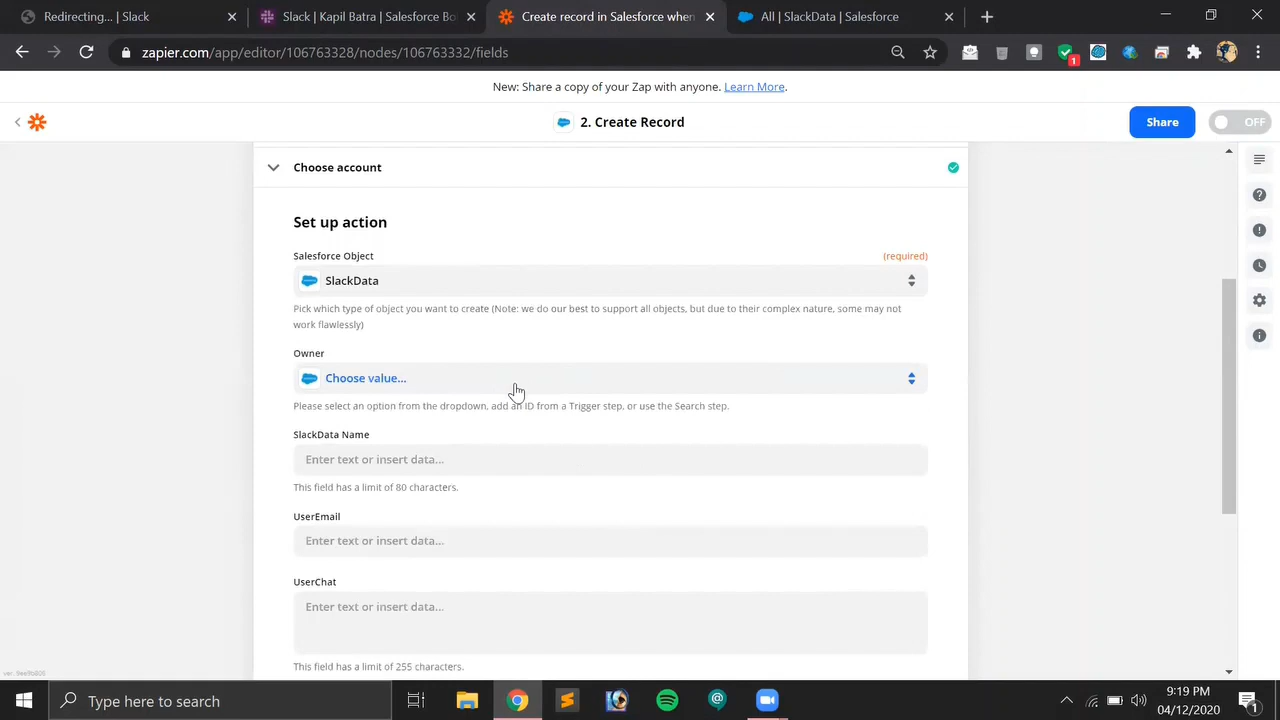 Redirecting... | Slack
Slack | Kapil Batra | Salesforce Bo
Create record in Salesforce when
All | SlackData | Salesforce
zapier.com/app/editor/106763328/nodes/106763332/fields
1
New: Share a copy of your Zap with anyone. Learn More.
2. Create Record
Share
OFF
Choose account
Set up action
Salesforce Object
(required)
SlackData
Pick which type of object you want to create (Note: we do our best to support all objects, but due to their complex nature, some may not
work flawlessly)
Owner
Choose value...
Please select an option from the dropdown, add an ID from a Trigger step, or use the Search step.
SlackData Name
Enter text or insert data...
This field has a limit of 80 characters.
UserEmail
Enter text or insert data...
UserChat
Enter text or insert data...
This field has a limit of 255 characters.
Type here to search
9:19 PM
04/12/2020
1